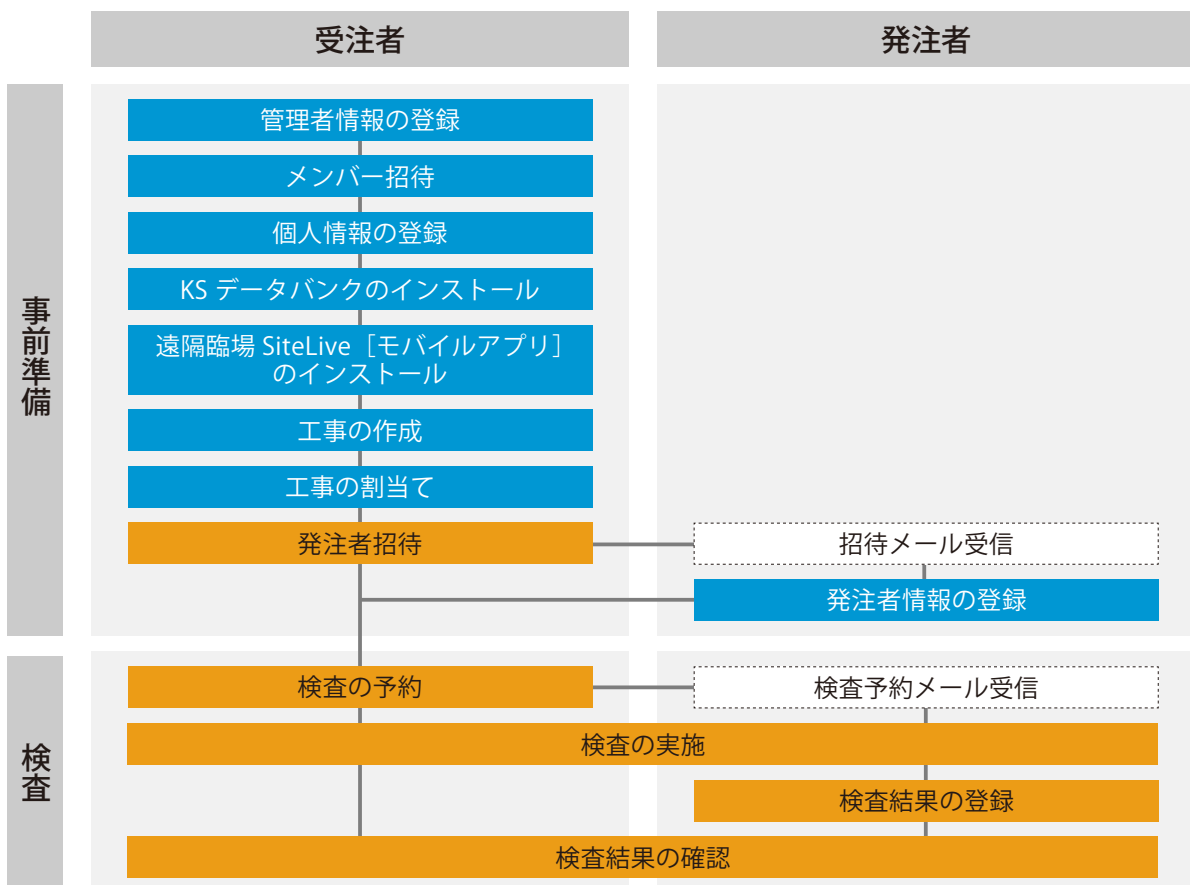 受注者
発注者
事前準備
管理者情報の登録
メンバー招待
個人情報の登録
KS データバンクのインストール
遠隔臨場 SiteLive［モバイルアプリ］
のインストール
工事の作成
工事の割当て
発注者招待
招待メール受信
発注者情報の登録
検査
検査の予約
検査予約メール受信
検査の実施
検査結果の登録
検査結果の確認